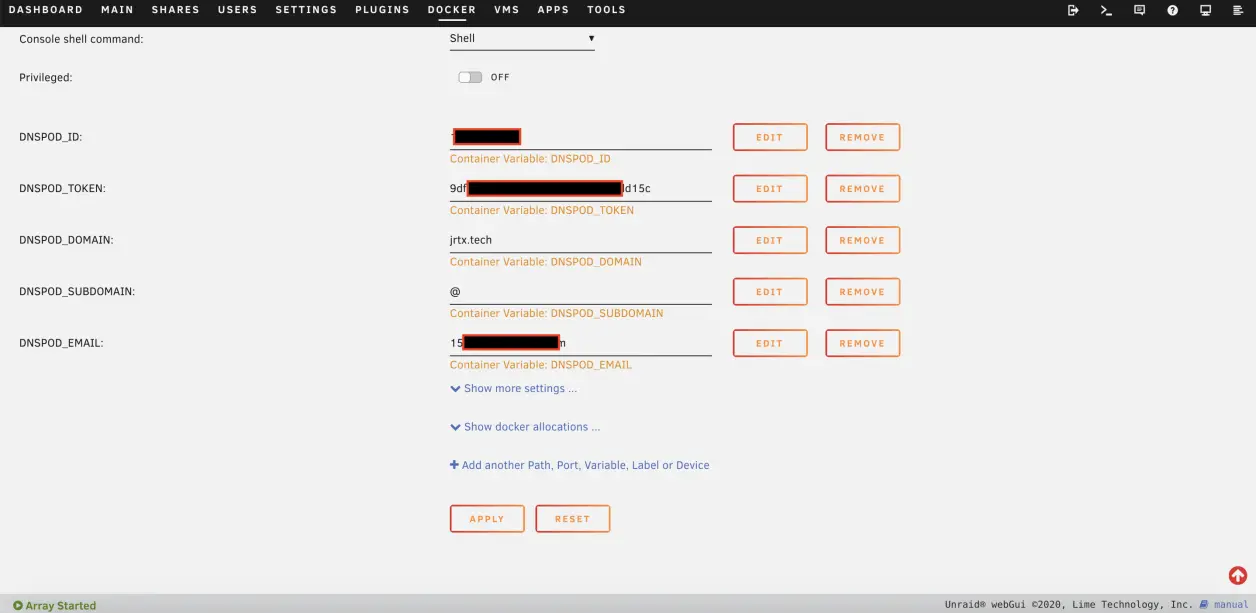 DASHBOARD MAIN SHARES USERS SETTINGS PLUGINS DOCKER VMS APPS TOOLS
Console shell command: Shell
Privileged: OFF
DNSPOD_ID: EDIT REMOVE
Container Variable: DNSPOD_ID
DNSPOD_TOKEN: 9df d15c EDIT REMOVE
Container Variable: DNSPOD_TOKEN
DNSPOD_DOMAIN: jrtx.tech EDIT REMOVE
Container Variable: DNSPOD_DOMAIN
DNSPOD_SUBDOMAIN: @ EDIT REMOVE
Container Variable: DNSPOD_SUBDOMAIN
DNSPOD_EMAIL: 15 m EDIT REMOVE
Container Variable: DNSPOD_EMAIL
Show more settings ...
Show docker allocations ...
Add another Path, Port, Variable, Label or Device
APPLY RESET
Array Started Unraid® webGui ©2020, Lime Technology, Inc. manual